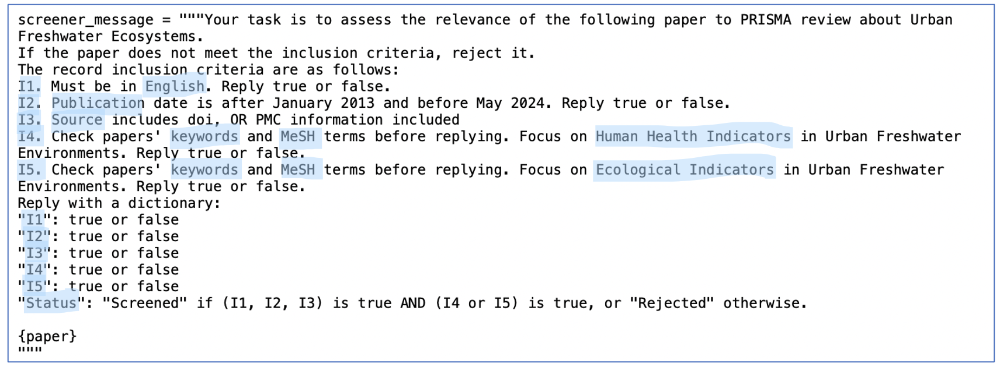 screener_message = """Your task is to assess the relevance of the following paper to PRISMA review about Urban
Freshwater Ecosystems.
If the paper does not meet the inclusion criteria, reject it.
The record inclusion criteria are as follows:
I1. Must be in English. Reply true or false.
I2. Publication date is after January 2013 and before May 2024. Reply true or false.
I3. Source includes doi, OR PMC information included
I4. Check papers' keywords and MeSH terms before replying. Focus on Human Health Indicators in Urban Freshwater
Environments. Reply true or false.
I5. Check papers' keywords and MeSH terms before replying. Focus on Ecological Indicators in Urban Freshwater
Environments. Reply true or false.
Reply with a dictionary:
"I1": true or false
"I2": true or false
"I3": true or false
"I4": true or false
"I5": true or false
"Status": "Screened" if (I1, I2, I3) is true AND (I4 or I5) is true, or "Rejected" otherwise.
{paper}
"""